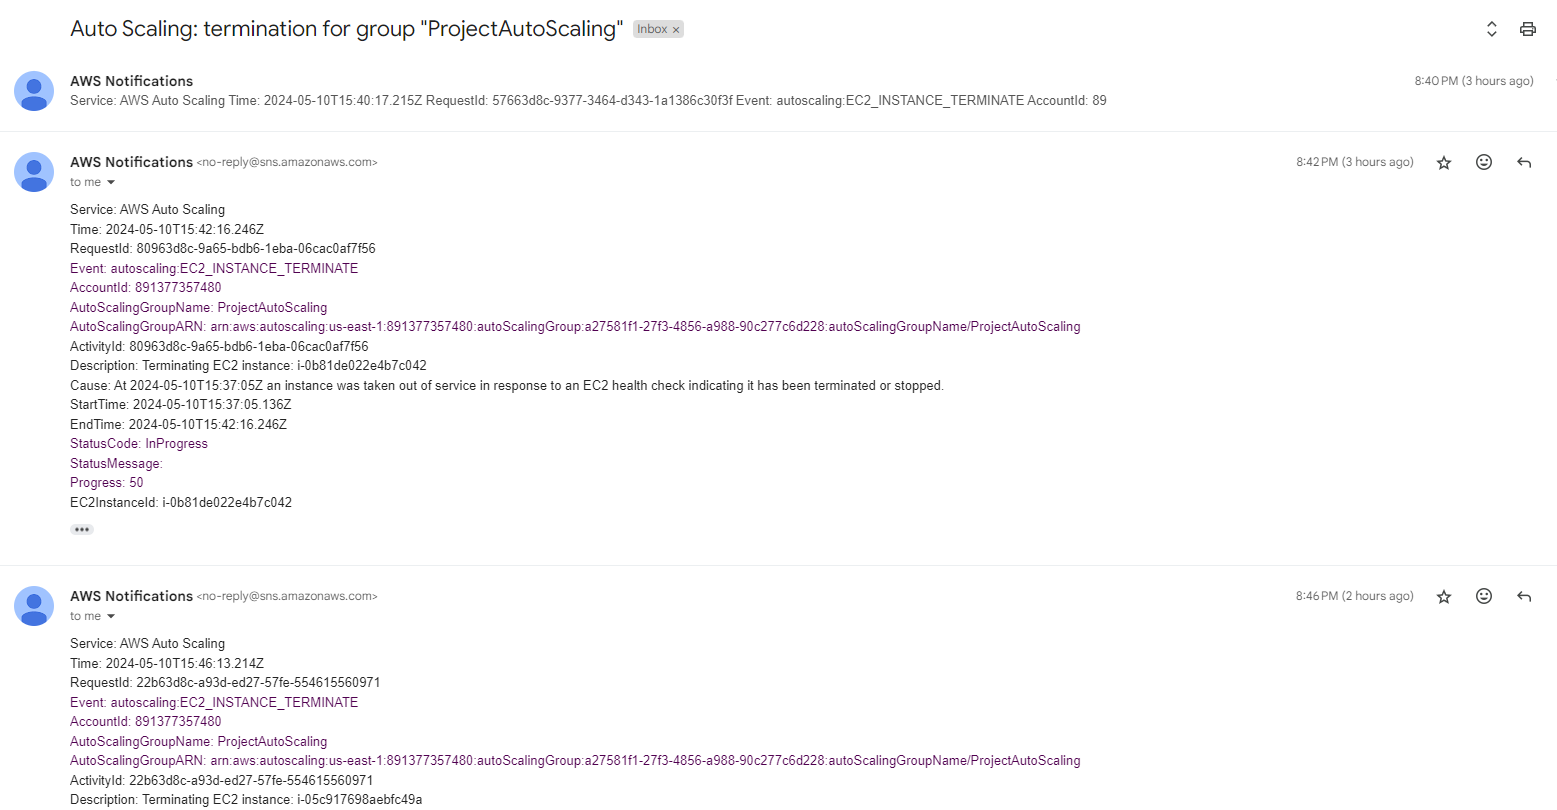 Auto Scaling: termination for group "ProjectAutoScaling" Inbox ×
AWS Notifications 8:40 PM (3 hours ago)
Service: AWS Auto Scaling Time: 2024-05-10T15:40:17.215Z RequestId: 57663d8c-9377-3464-d343-1a1386c30f3f Event: autoscaling:EC2_INSTANCE_TERMINATE AccountId: 89
AWS Notifications <no-reply@sns.amazonaws.com> 8:42 PM (3 hours ago)
to me
Service: AWS Auto Scaling
Time: 2024-05-10T15:42:16.246Z
RequestId: 80963d8c-9a65-bdb6-1eba-06cac0af7f56
Event: autoscaling:EC2_INSTANCE_TERMINATE
AccountId: 891377357480
AutoScalingGroupName: ProjectAutoScaling
AutoScalingGroupARN: arn:aws:autoscaling:us-east-1:891377357480:autoScalingGroup:a27581f1-27f3-4856-a988-90c277c6d228:autoScalingGroupName/ProjectAutoScaling
ActivityId: 80963d8c-9a65-bdb6-1eba-06cac0af7f56
Description: Terminating EC2 instance: i-0b81de022e4b7c042
Cause: At 2024-05-10T15:37:05Z an instance was taken out of service in response to an EC2 health check indicating it has been terminated or stopped.
StartTime: 2024-05-10T15:37:05.136Z
EndTime: 2024-05-10T15:42:16.246Z
StatusCode: InProgress
StatusMessage:
Progress: 50
EC2InstanceId: i-0b81de022e4b7c042
AWS Notifications <no-reply@sns.amazonaws.com> 8:46 PM (2 hours ago)
to me
Service: AWS Auto Scaling
Time: 2024-05-10T15:46:13.214Z
RequestId: 22b63d8c-a93d-ed27-57fe-554615560971
Event: autoscaling:EC2_INSTANCE_TERMINATE
AccountId: 891377357480
AutoScalingGroupName: ProjectAutoScaling
AutoScalingGroupARN: arn:aws:autoscaling:us-east-1:891377357480:autoScalingGroup:a27581f1-27f3-4856-a988-90c277c6d228:autoScalingGroupName/ProjectAutoScaling
ActivityId: 22b63d8c-a93d-ed27-57fe-554615560971
Description: Terminating EC2 instance: i-05c917698aebfc49a